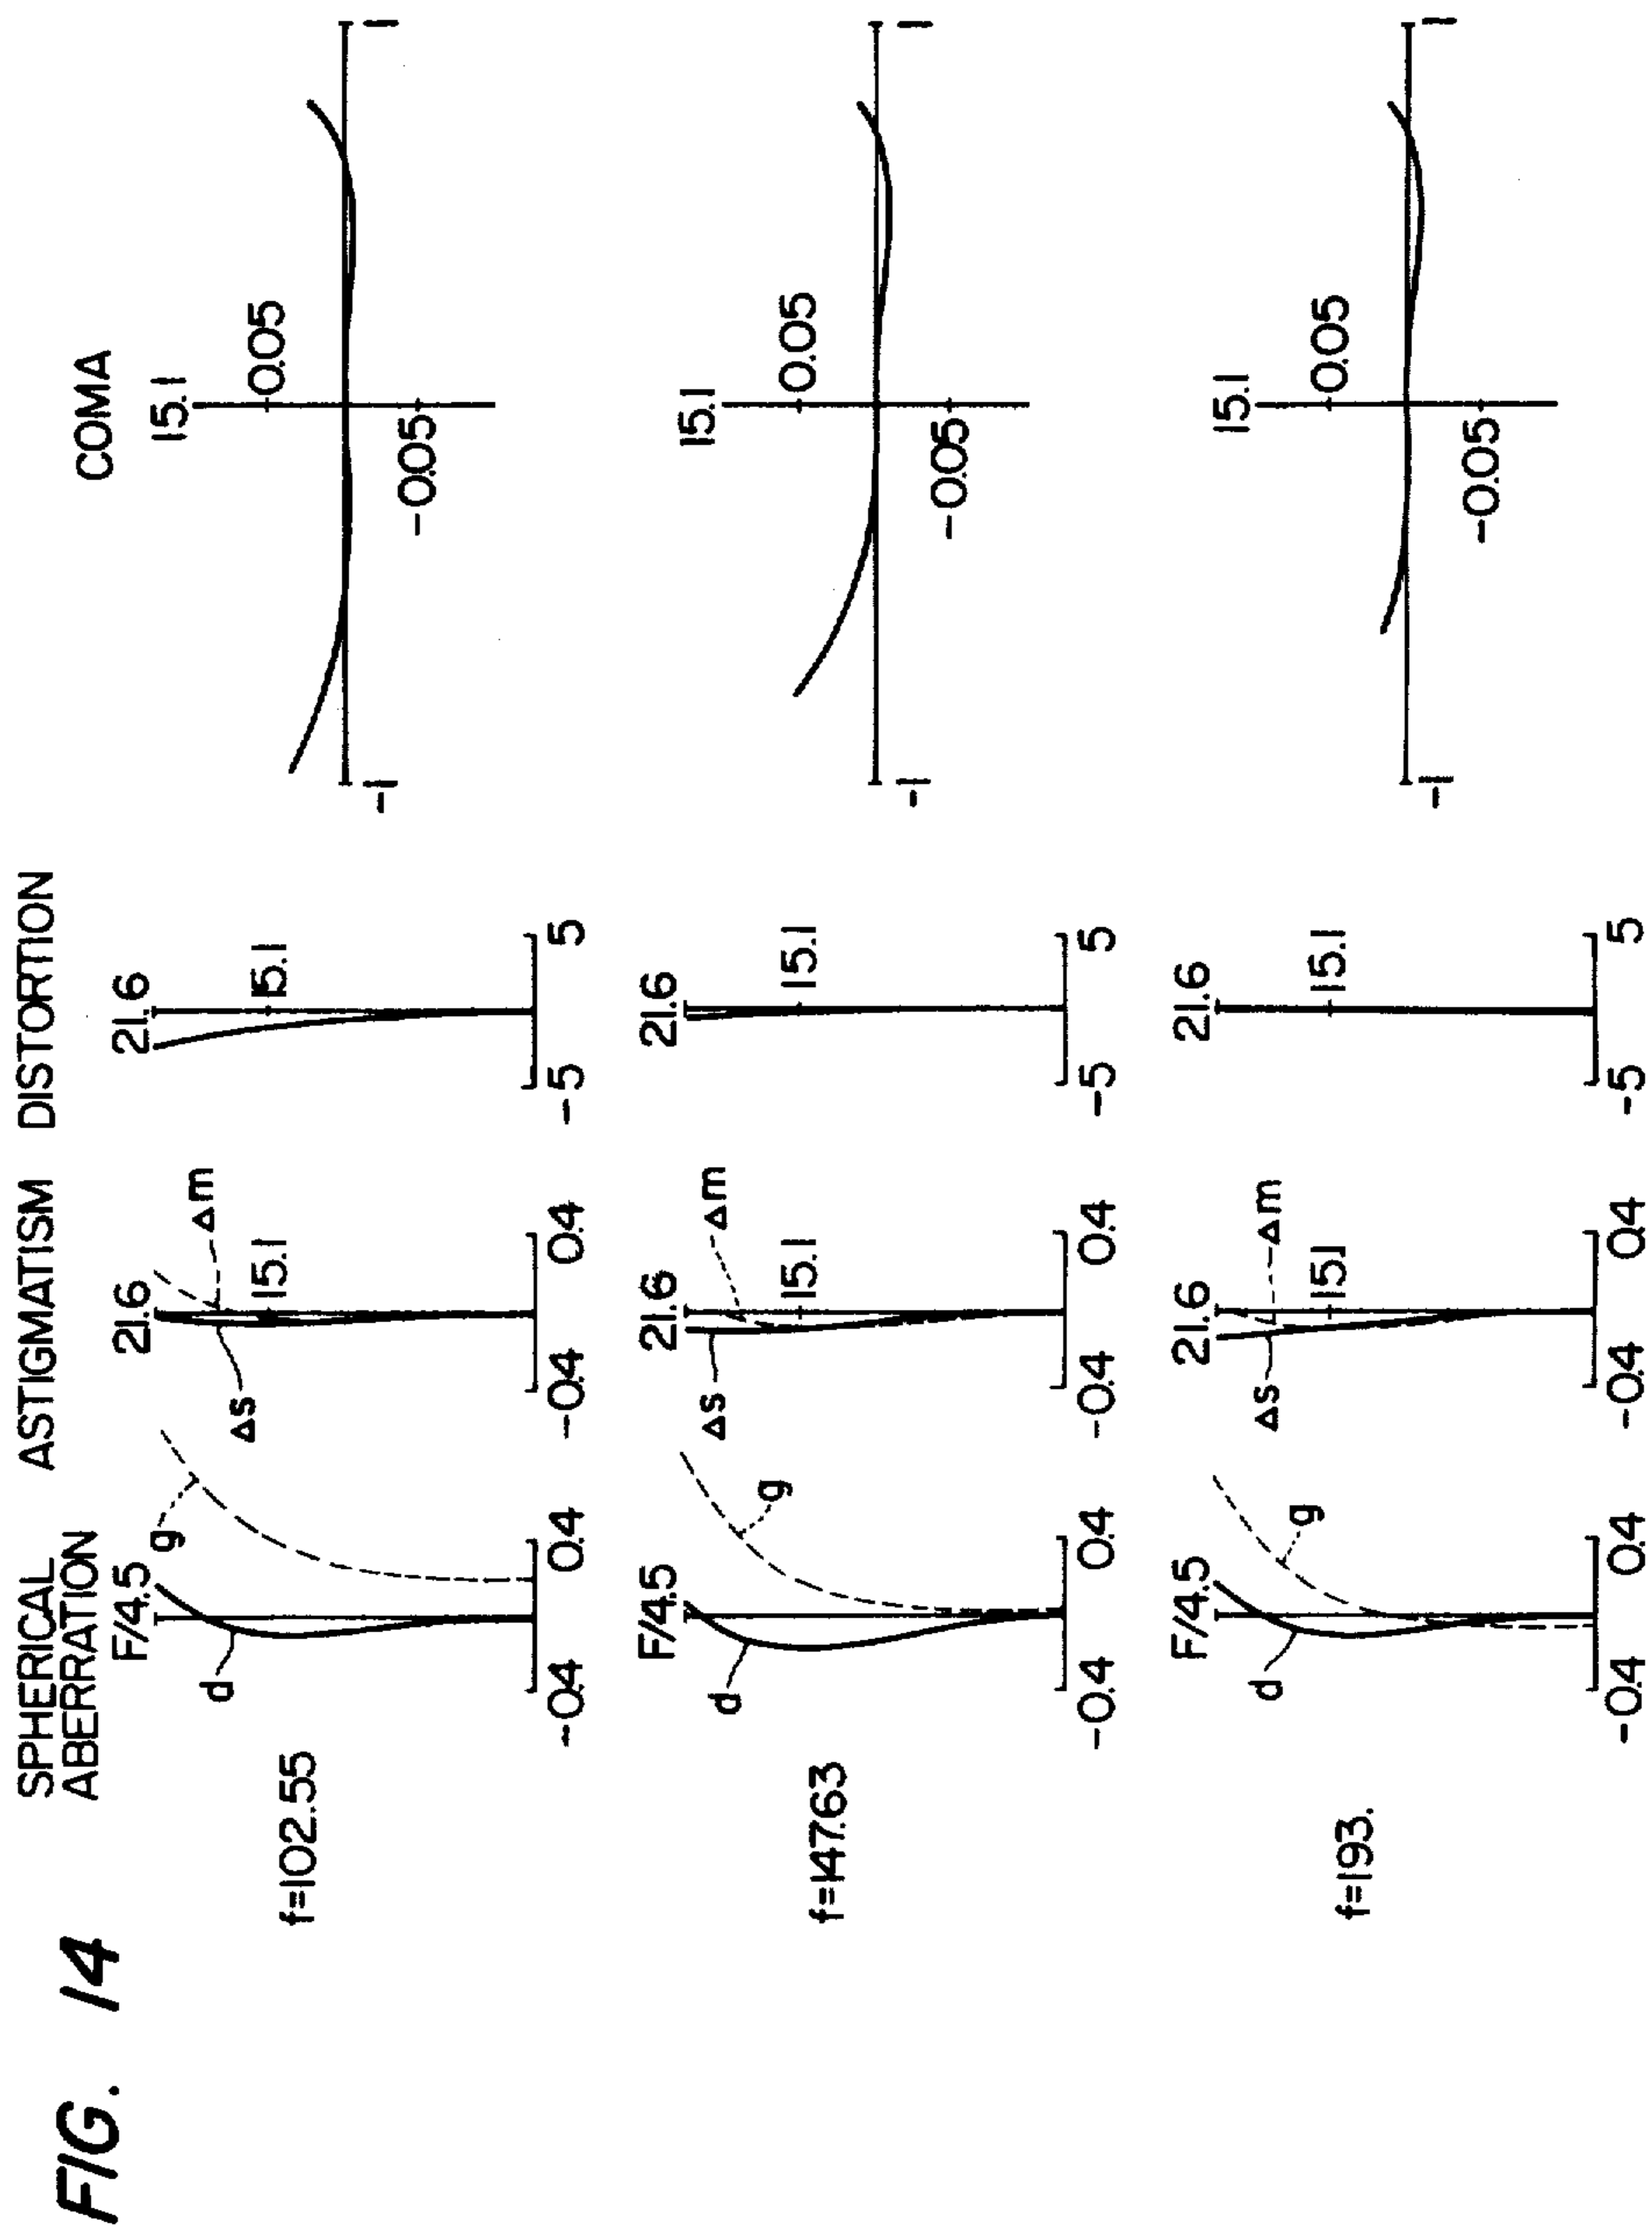 FIG. 14
SPHERICAL
ABERRATION
ASTIGMATISM
DISTORTION
COMA
f=102.55
F/4.5
g
d
-0.4
0.4
21.6
Δm
15.1
Δs
-0.4
0.4
21.6
15.1
-5
5
15.1
0.05
-0.05
-1
1
f=147.63
F/4.5
g
d
-0.4
0.4
21.6
Δm
15.1
Δs
-0.4
0.4
21.6
15.1
-5
5
15.1
0.05
-0.05
-1
1
f=193.
F/4.5
g
d
-0.4
0.4
21.6
Δm
15.1
Δs
-0.4
0.4
21.6
15.1
-5
5
15.1
0.05
-0.05
-1
1